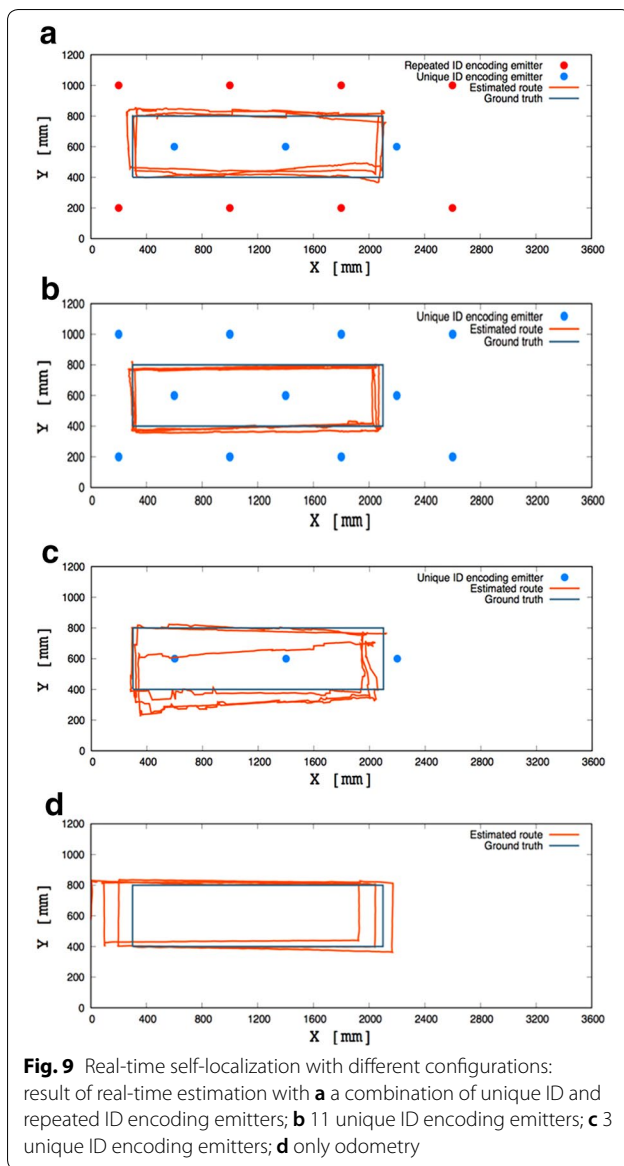 a
1200
1000
800
600
400
200
0
Y [mm]
Repeated ID encoding emitter
Unique ID encoding emitter
Estimated route
Ground truth
0 400 800 1200 1600 2000 2400 2800 3200 3600
X [mm]
b
1200
1000
800
600
400
200
0
Y [mm]
Unique ID encoding emitter
Estimated route
Ground truth
0 400 800 1200 1600 2000 2400 2800 3200 3600
X [mm]
c
1200
1000
800
600
400
200
0
Y [mm]
Unique ID encoding emitter
Estimated route
Ground truth
0 400 800 1200 1600 2000 2400 2800 3200 3600
X [mm]
d
1200
1000
800
600
400
200
0
Y [mm]
Estimated route
Ground truth
0 400 800 1200 1600 2000 2400 2800 3200 3600
X [mm]
Fig. 9 Real-time self-localization with different configurations:
result of real-time estimation with a a combination of unique ID and
repeated ID encoding emitters; b 11 unique ID encoding emitters; c 3
unique ID encoding emitters; d only odometry